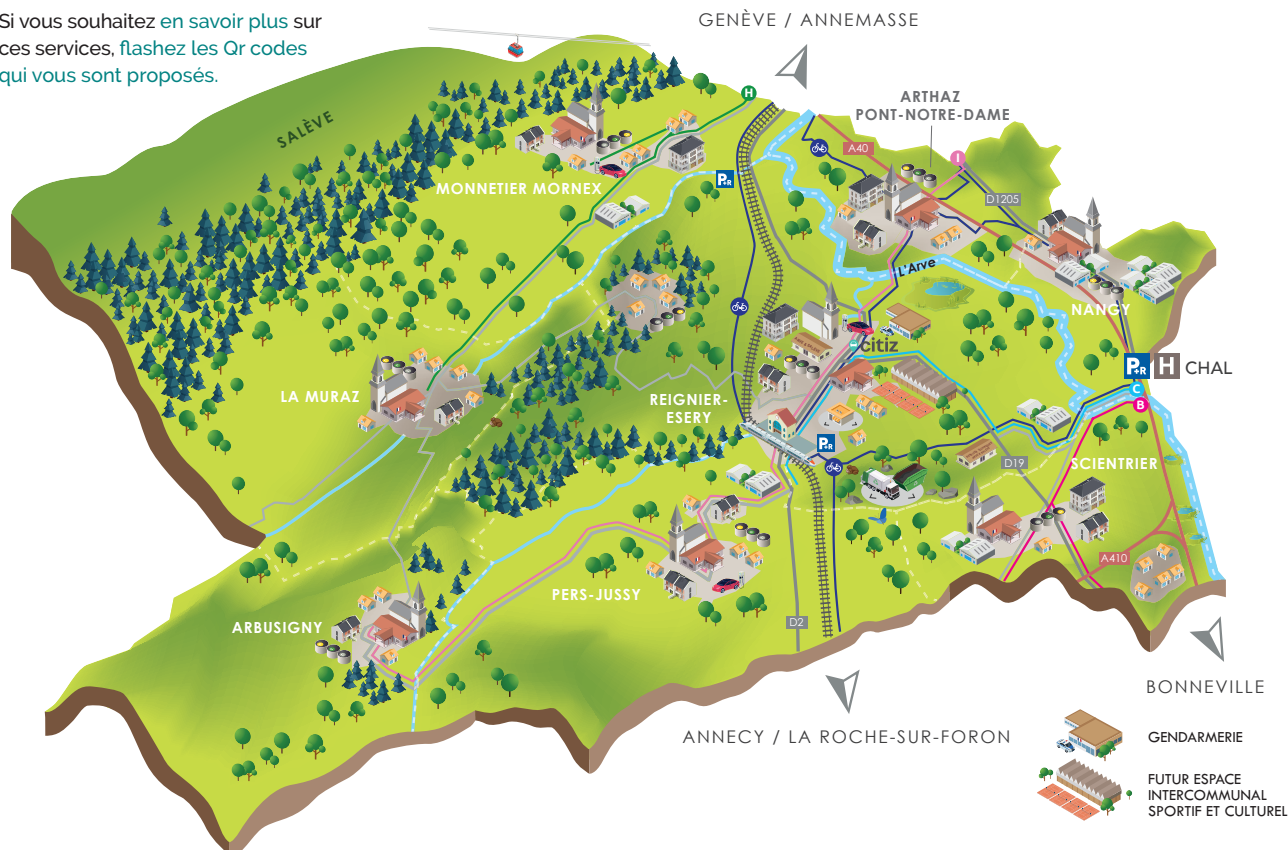 Si vous souhaitez en savoir plus sur
ces services, flashez les Qr codes
qui vous sont proposés.
GENÈVE / ANNEMASSE
SALÈVE
H
ARTHAZ
PONT-NOTRE-DAME
A40
I
MONNETIER MORNEX
P+R
D1205
L'Arve
NANGY
citiz
P+R H CHAL
C
B
LA MURAZ
REIGNIER-
ESERY
P+R
D19
SCIENTRIER
A410
PERS-JUSSY
ARBUSIGNY
D2
BONNEVILLE
ANNECY / LA ROCHE-SUR-FORON
GENDARMERIE
FUTUR ESPACE
INTERCOMMUNAL
SPORTIF ET CULTUREL